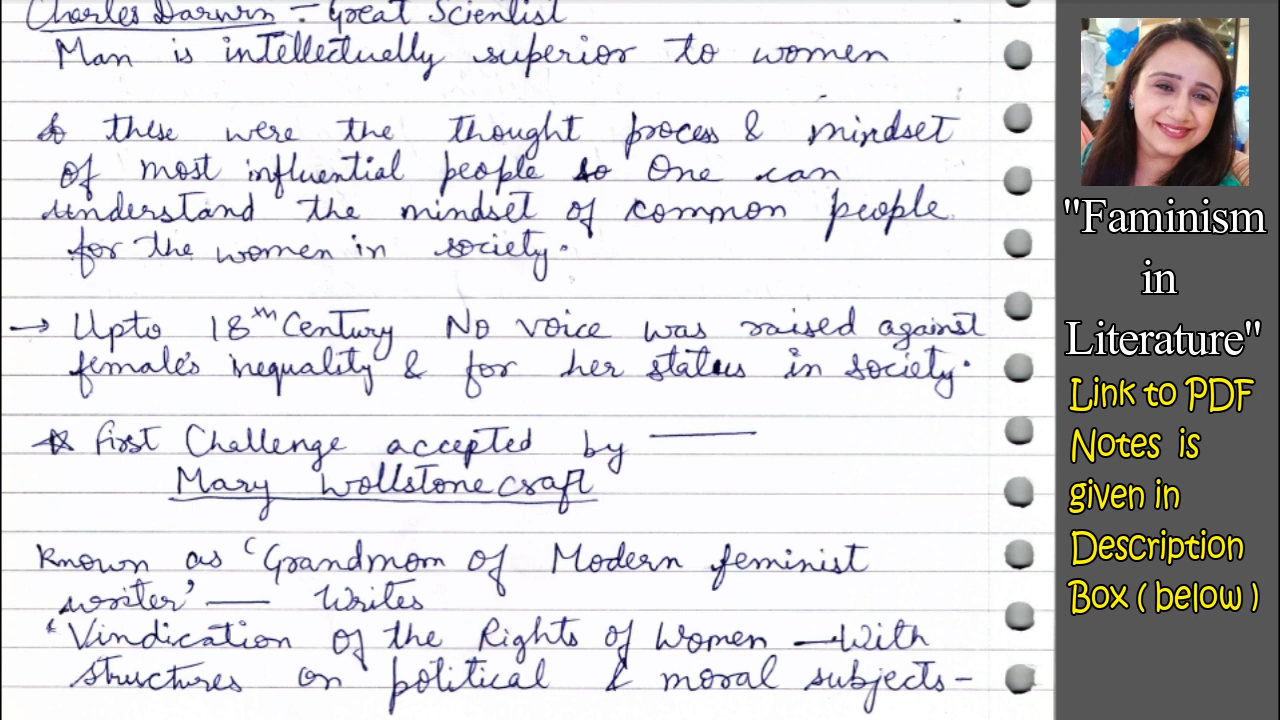 Charles Darwin :- Great Scientist
Man is intellectually superior to women
So these were the thought process & mindset
of most influential people so One can
understand the mindset of common people
for the women in society.
→ Upto 18th Century No voice was raised against
female's inequality & for her status in society.
☆ First Challenge accepted by ———
Mary Wollstonecraft
Known as 'Grandmom of Modern feminist
writer' — Writes
'Vindication of the Rights of Women — With
structures on political & moral subjects -
"Faminism
in
Literature"
Link to PDF
Notes is
given in
Description
Box ( below )